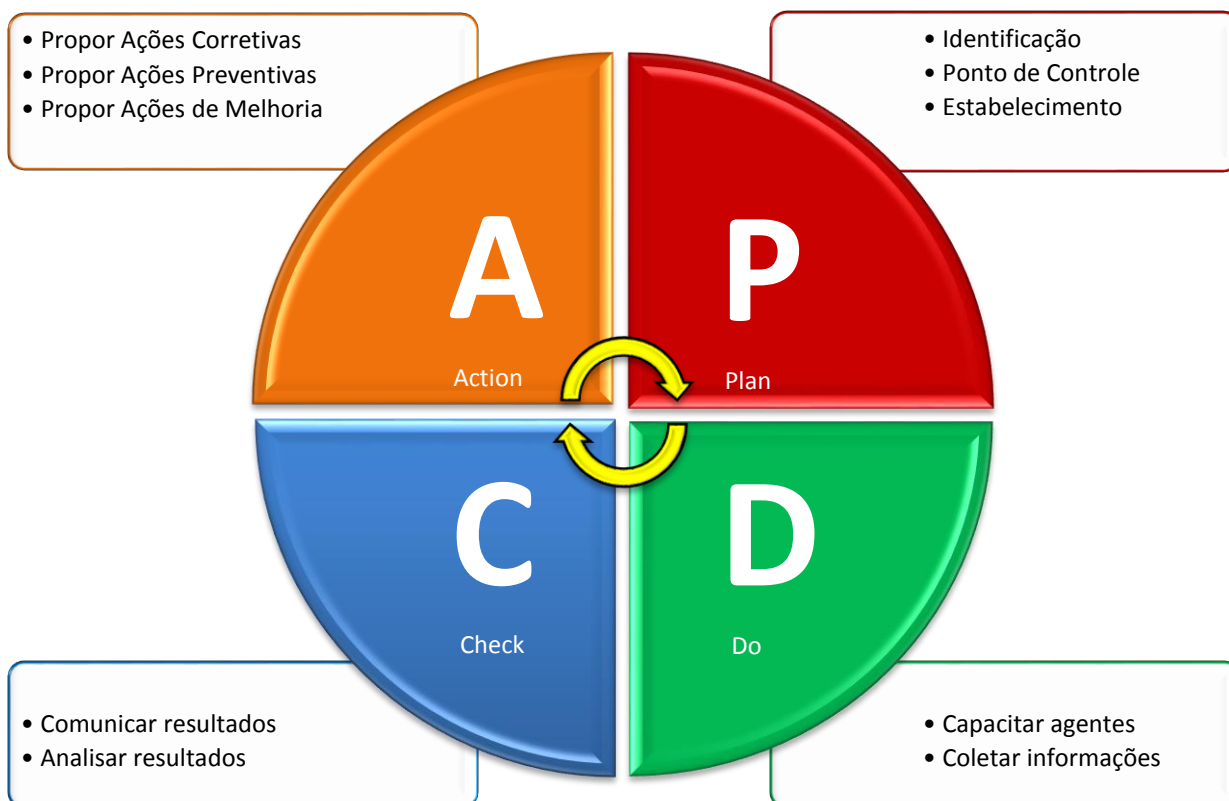 • Propor Ações Corretivas
• Propor Ações Preventivas
• Propor Ações de Melhoria
• Identificação
• Ponto de Controle
• Estabelecimento
A
Action
P
Plan
C
Check
D
Do
• Comunicar resultados
• Analisar resultados
• Capacitar agentes
• Coletar informações